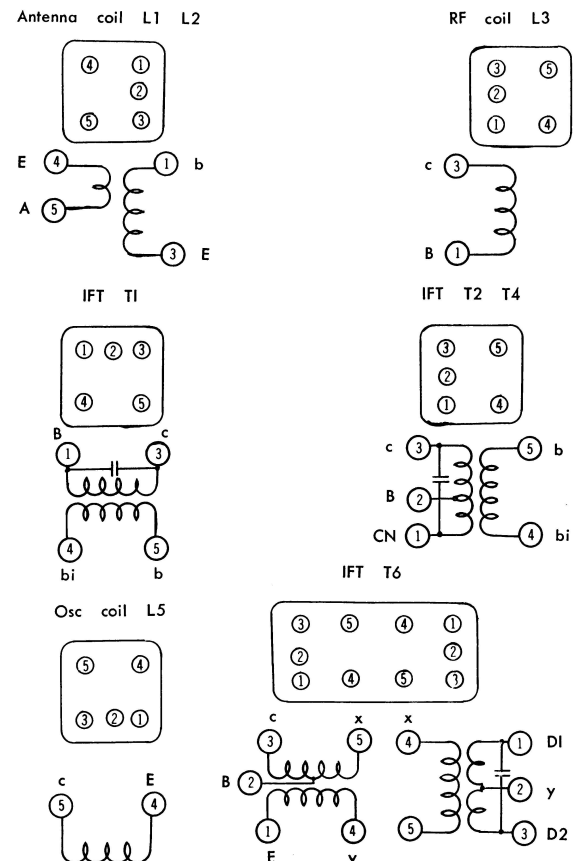 Antenna coil L1 L2
4 1
2
5 3
E 4 1 b
A 5
3 E
RF coil L3
3 5
2
1 4
c 3
B 1
IFT T1
1 2 3
4 5
B c
1 3
4 5
bi b
IFT T2 T4
3 5
2
1 4
c 3 5 b
B 2
CN 1 4 bi
Osc coil L5
5 4
3 2 1
c E
5 4
IFT T6
3 5 4 1
2 2
1 4 5 3
c x x
3 5 4 1 D1
B 2 2 y
1 4 5 3 D2
E y